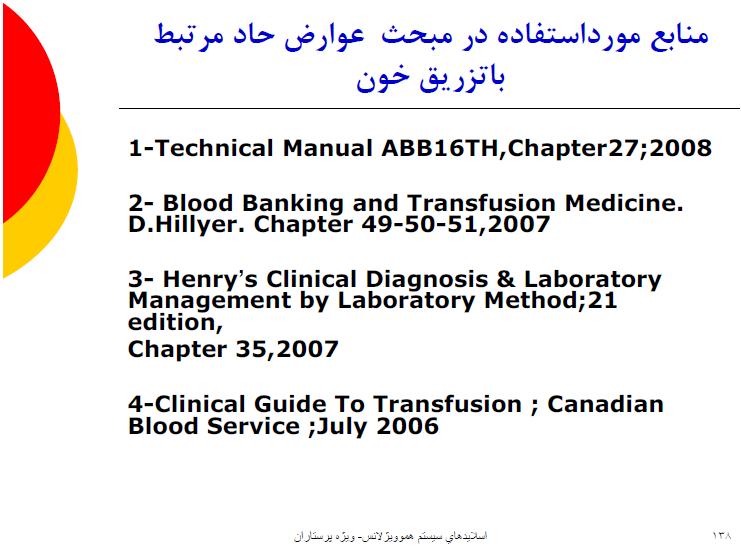 منابع مورداستفاده در مبحث عوارض حاد مرتبط
باتزریق خون
1-Technical Manual ABB16TH,Chapter27;2008
2- Blood Banking and Transfusion Medicine.
D.Hillyer. Chapter 49-50-51,2007
3- Henry’s Clinical Diagnosis & Laboratory
Management by Laboratory Method;21
edition,
Chapter 35,2007
4-Clinical Guide To Transfusion ; Canadian
Blood Service ;July 2006
اسلایدهاي سیستم هموویژلانس- ویژه پرستاران
۱۳۸